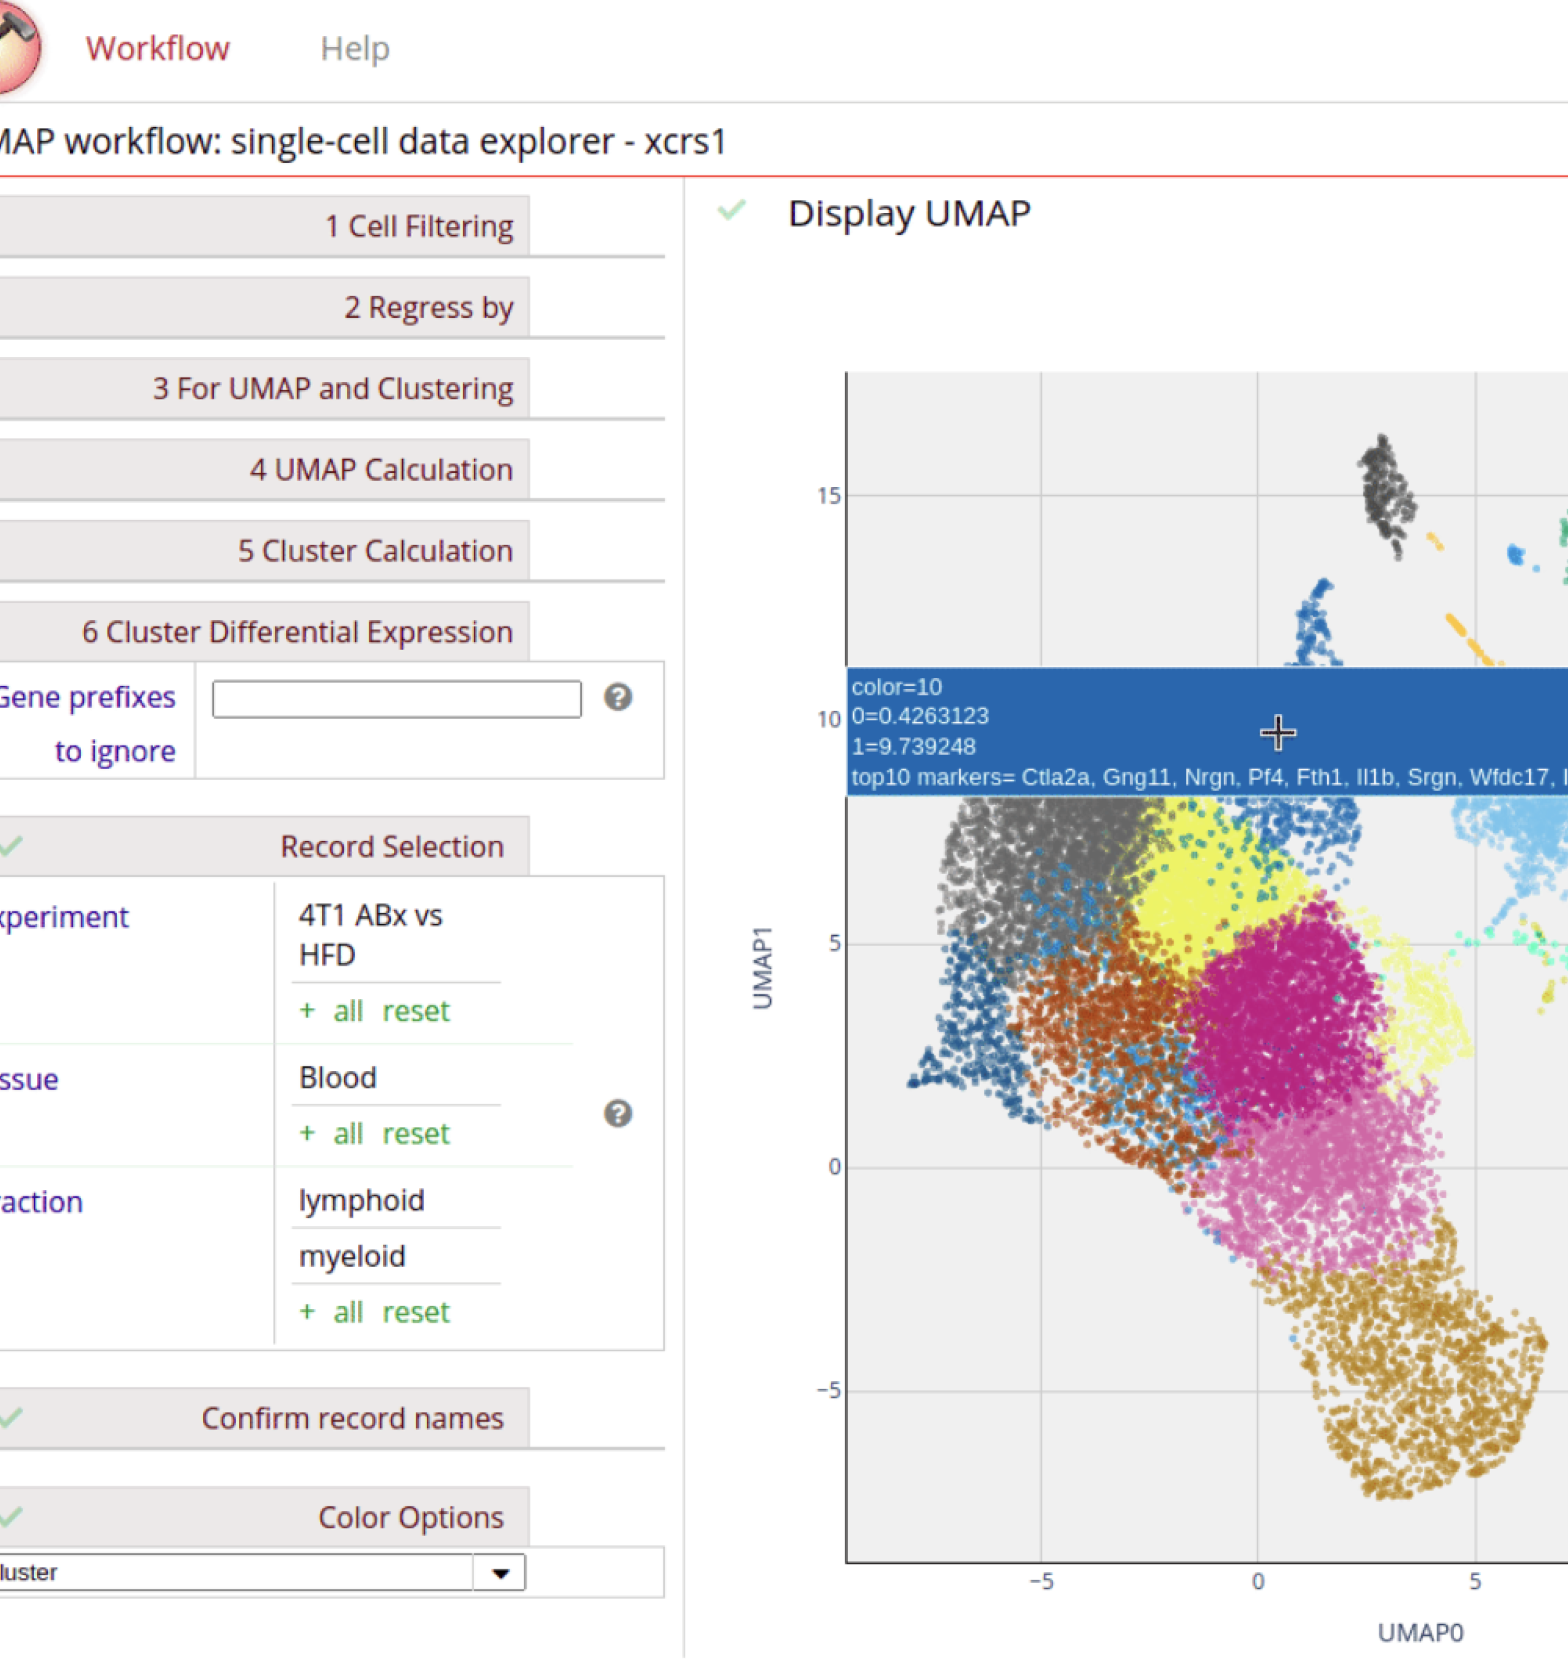 Workflow Help
MAP workflow: single-cell data explorer - xcrs1
1 Cell Filtering
2 Regress by
3 For UMAP and Clustering
4 UMAP Calculation
5 Cluster Calculation
6 Cluster Differential Expression
Gene prefixes
to ignore
?
Record Selection
xperiment
4T1 ABx vs
HFD
+ all reset
ssue
Blood
+ all reset
?
action
lymphoid
myeloid
+ all reset
Confirm record names
Color Options
luster
Display UMAP
15
10
5
0
−5
UMAP1
color=10
0=0.4263123
1=9.739248
top10 markers= Ctla2a, Gng11, Nrgn, Pf4, Fth1, Il1b, Srgn, Wfdc17,
−5 0 5
UMAP0